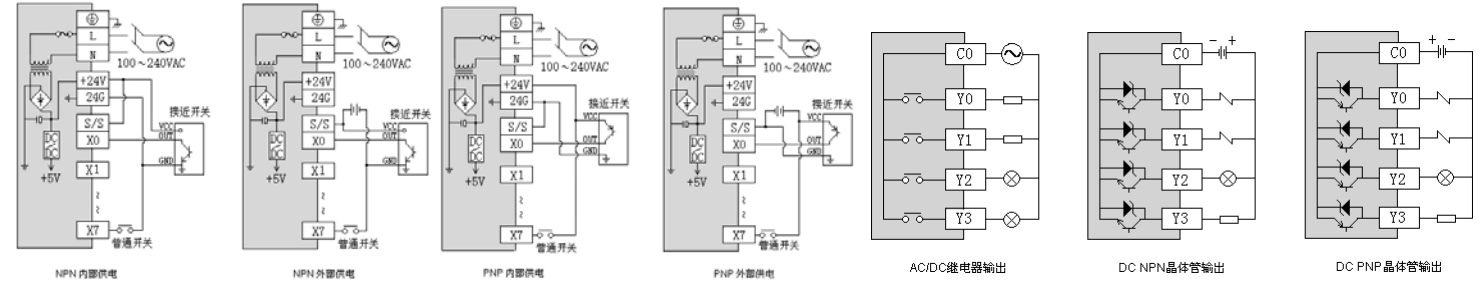 L
N
100～240VAC
+24V
24G
接近开关
VCC
S/S
OUT
X0
DC
DC
GND
+5V
X1
X7
普通开关
NPN 内部供电
L
N
100～240VAC
+24V
24G
接近开关
S/S
VCC
X0
OUT
DC
DC
GND
+5V
X1
X7
普通开关
NPN 外部供电
L
N
100～240VAC
+24V
24G
接近开关
VCC
S/S
OUT
X0
GND
DC
DC
+5V
X1
X7
普通开关
PNP 内部供电
L
N
100～240VAC
+24V
24G
接近开关
VCC
S/S
OUT
X0
GND
DC
DC
+5V
X1
X7
普通开关
PNP 外部供电
C0
Y0
Y1
Y2
Y3
AC/DC继电器输出
C0
- +
Y0
Y1
Y2
Y3
DC NPN晶体管输出
C0
+ -
Y0
Y1
Y2
Y3
DC PNP晶体管输出